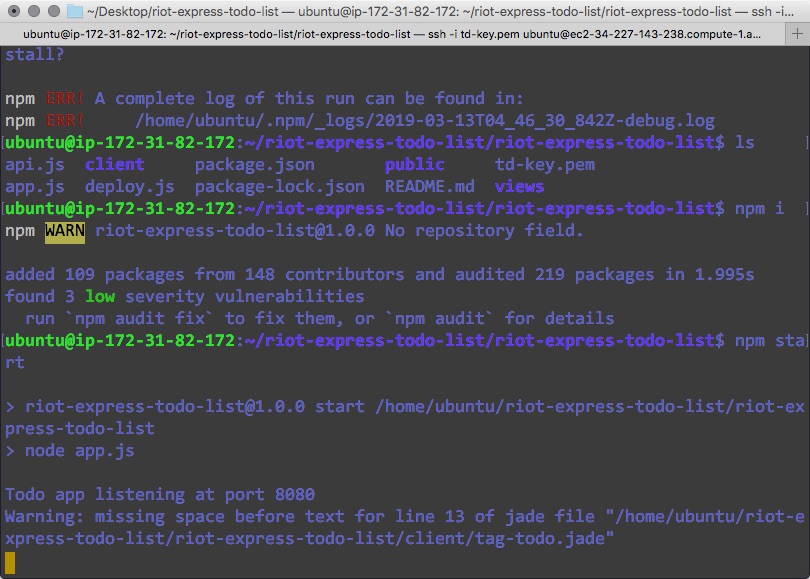 ~/Desktop/riot-express-todo-list — ubuntu@ip-172-31-82-172: ~/riot-express-todo-list/riot-express-todo-list — ssh -i...
ubuntu@ip-172-31-82-172: ~/riot-express-todo-list/riot-express-todo-list — ssh -i td-key.pem ubuntu@ec2-34-227-143-238.compute-1.a... +
stall?
npm ERR! A complete log of this run can be found in:
npm ERR!     /home/ubuntu/.npm/_logs/2019-03-13T04_46_30_842Z-debug.log
[ubuntu@ip-172-31-82-172:~/riot-express-todo-list/riot-express-todo-list$ ls ]
api.js  client     package.json       public     td-key.pem
app.js  deploy.js  package-lock.json  README.md  views
[ubuntu@ip-172-31-82-172:~/riot-express-todo-list/riot-express-todo-list$ npm i ]
npm WARN riot-express-todo-list@1.0.0 No repository field.
added 109 packages from 148 contributors and audited 219 packages in 1.995s
found 3 low severity vulnerabilities
  run `npm audit fix` to fix them, or `npm audit` for details
[ubuntu@ip-172-31-82-172:~/riot-express-todo-list/riot-express-todo-list$ npm sta]
rt
> riot-express-todo-list@1.0.0 start /home/ubuntu/riot-express-todo-list/riot-ex
press-todo-list
> node app.js
Todo app listening at port 8080
Warning: missing space before text for line 13 of jade file "/home/ubuntu/riot-e
xpress-todo-list/riot-express-todo-list/client/tag-todo.jade"